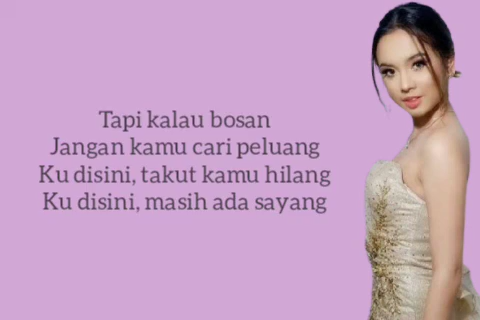 Tapi kalau bosan
Jangan kamu cari peluang
Ku disini, takut kamu hilang
Ku disini, masih ada sayang